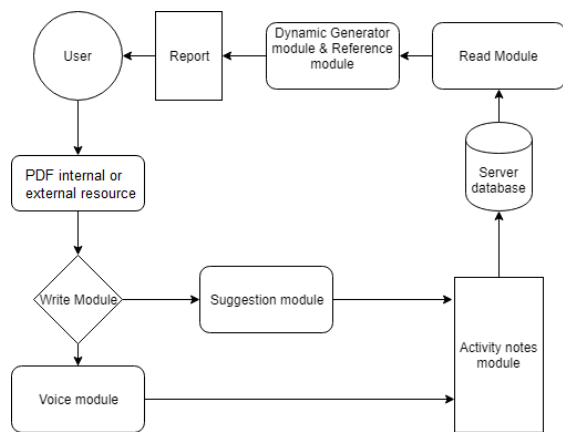 User
Report
Dynamic Generator
module & Reference
module
Read Module
PDF internal or
external resource
Server
database
Write Module
Suggestion module
Activity notes
module
Voice module